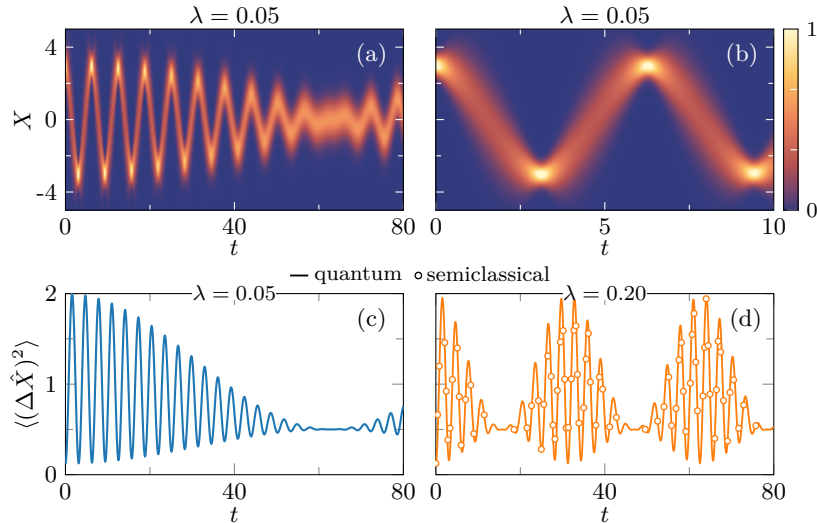 λ = 0.05
λ = 0.05
4
0
-4
X
(a)
(b)
1
0
0
40
80
0
5
10
t
t
quantum
semiclassical
λ = 0.05
λ = 0.20
2
1
0
⟨(ΔX̂)²⟩
(c)
(d)
0
40
80
0
40
80
t
t